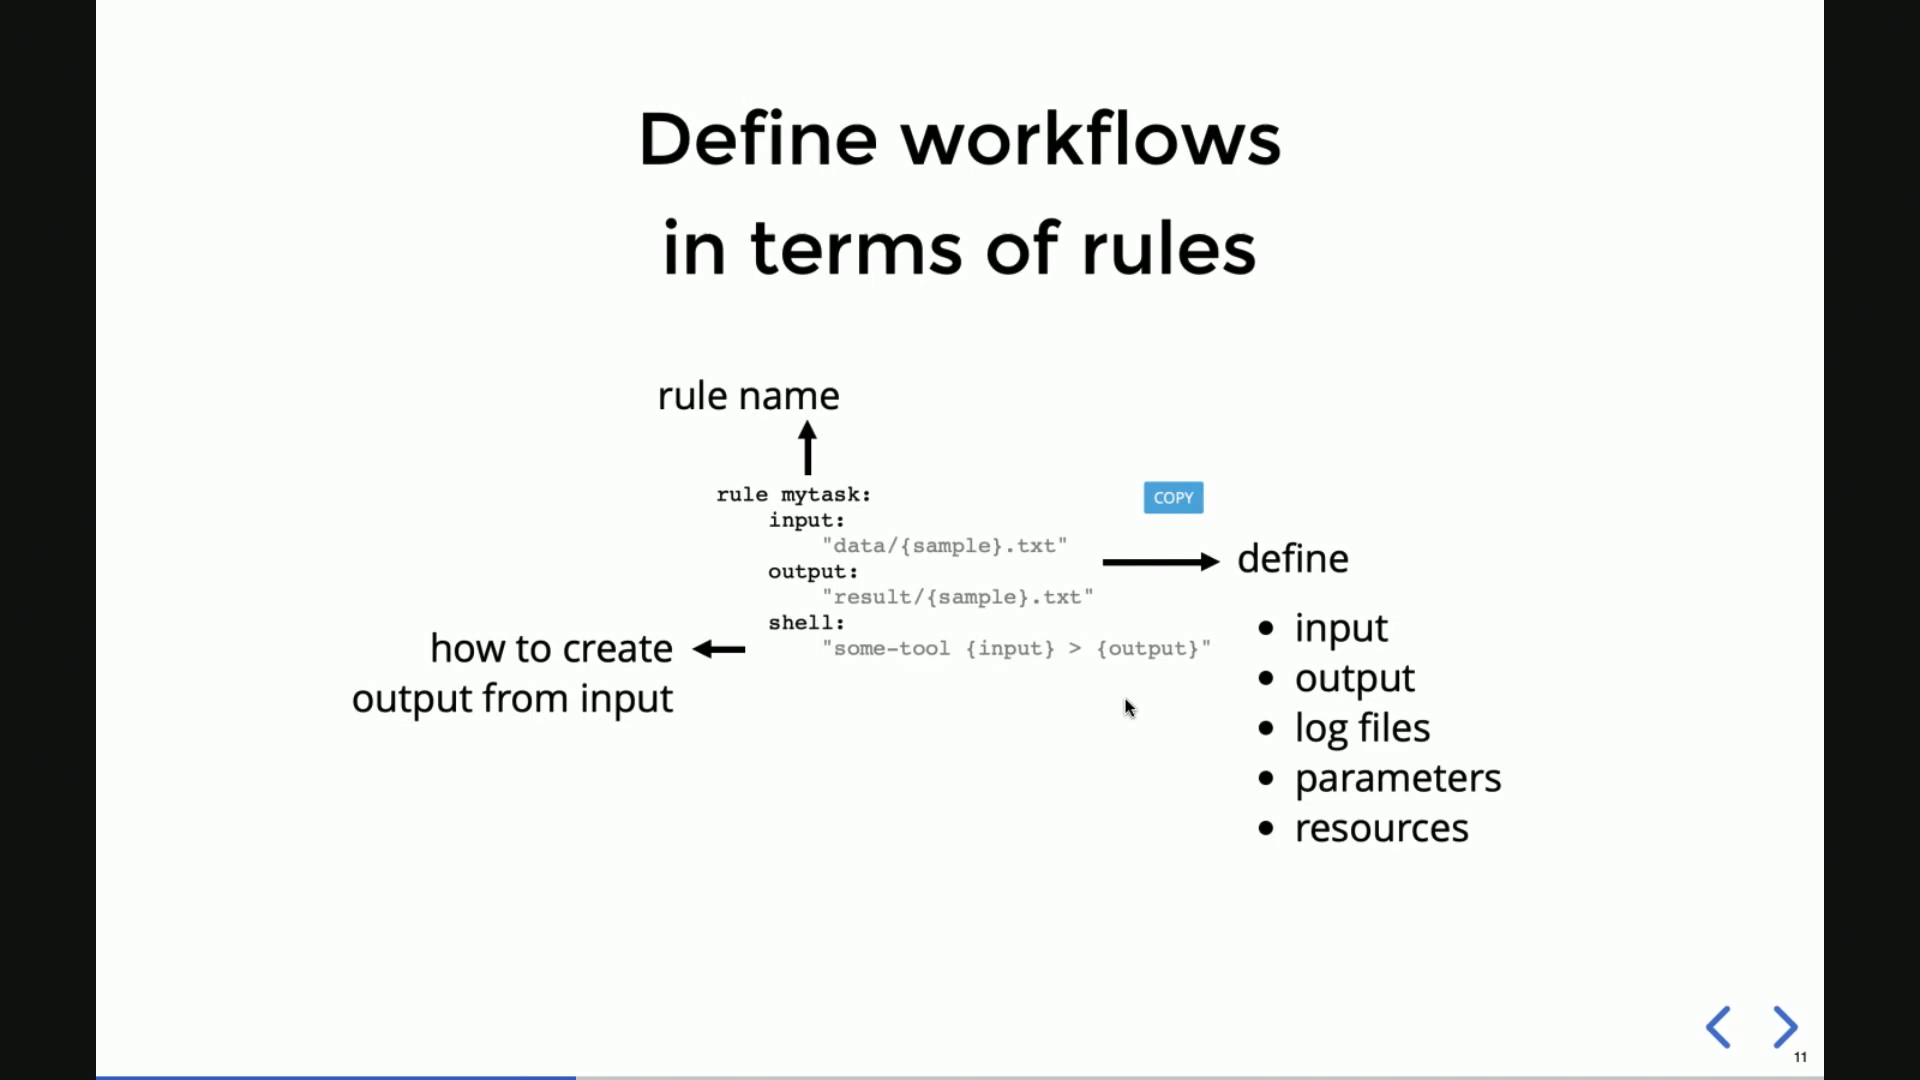 Define workflows
in terms of rules
rule name
rule mytask:
input:
"data/{sample}.txt"
output:
"result/{sample}.txt"
shell:
"some-tool {input} > {output}"
COPY
how to create
output from input
define
input
output
log files
parameters
resources
11